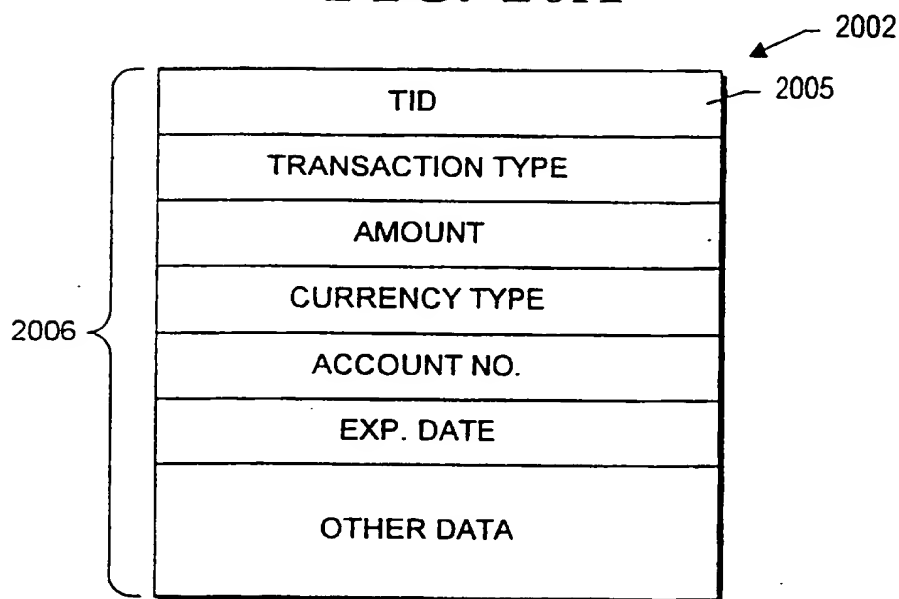 2002
TID
2005
TRANSACTION TYPE
AMOUNT
CURRENCY TYPE
2006
ACCOUNT NO.
EXP. DATE
OTHER DATA